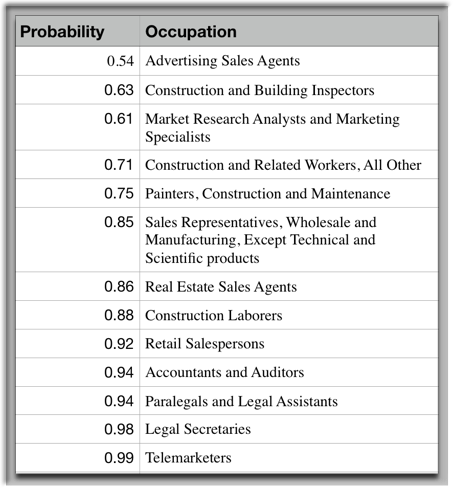 Probability Occupation
0.54 Advertising Sales Agents
0.63 Construction and Building Inspectors
0.61 Market Research Analysts and Marketing
Specialists
0.71 Construction and Related Workers, All Other
0.75 Painters, Construction and Maintenance
0.85 Sales Representatives, Wholesale and
Manufacturing, Except Technical and
Scientific products
0.86 Real Estate Sales Agents
0.88 Construction Laborers
0.92 Retail Salespersons
0.94 Accountants and Auditors
0.94 Paralegals and Legal Assistants
0.98 Legal Secretaries
0.99 Telemarketers